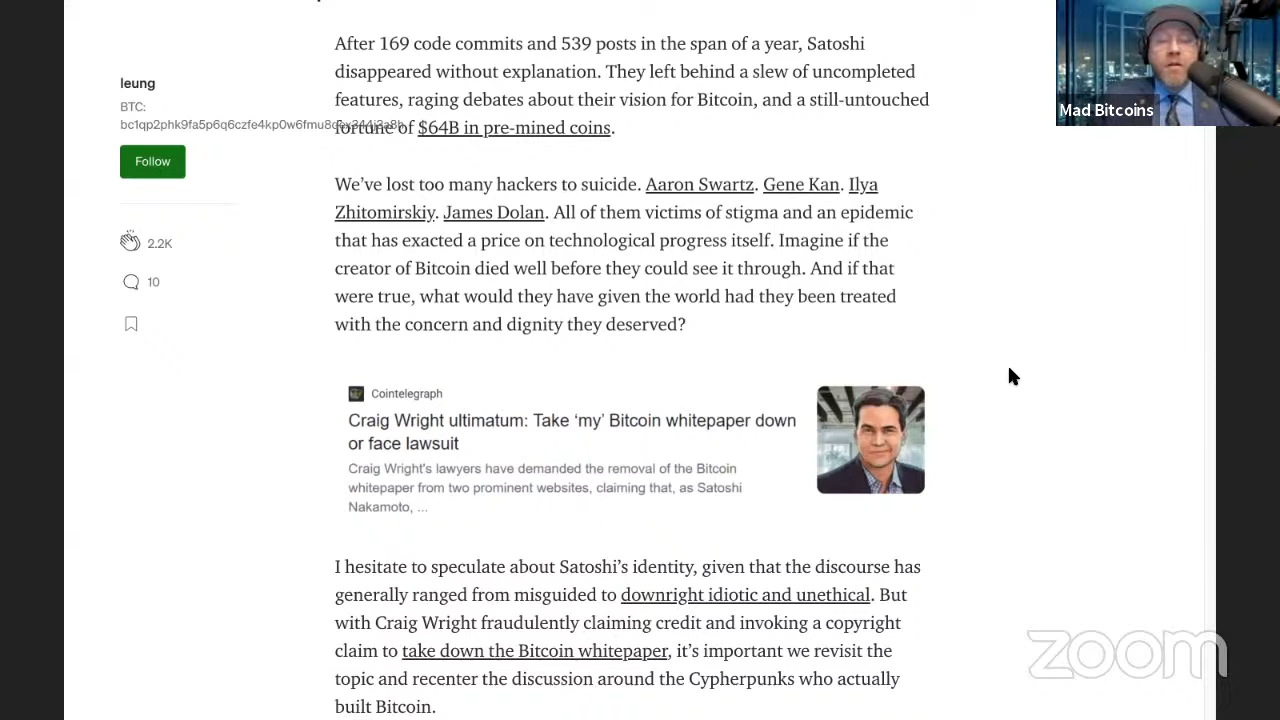 After 169 code commits and 539 posts in the span of a year, Satoshi
disappeared without explanation. They left behind a slew of uncompleted
features, raging debates about their vision for Bitcoin, and a still-untouched
fortune of $64B in pre-mined coins.
We've lost too many hackers to suicide. Aaron Swartz. Gene Kan. Ilya
Zhitomirskiy. James Dolan. All of them victims of stigma and an epidemic
that has exacted a price on technological progress itself. Imagine if the
creator of Bitcoin died well before they could see it through. And if that
were true, what would they have given the world had they been treated
with the concern and dignity they deserved?
Cointelegraph
Craig Wright ultimatum: Take ‘my’ Bitcoin whitepaper down
or face lawsuit
Craig Wright's lawyers have demanded the removal of the Bitcoin
whitepaper from two prominent websites, claiming that, as Satoshi
Nakamoto, ...
I hesitate to speculate about Satoshi's identity, given that the discourse has
generally ranged from misguided to downright idiotic and unethical. But
with Craig Wright fraudulently claiming credit and invoking a copyright
claim to take down the Bitcoin whitepaper, it's important we revisit the
topic and recenter the discussion around the Cypherpunks who actually
built Bitcoin.
leung
BTC:
Follow
2.2K
10
Mad Bitcoins
zoom